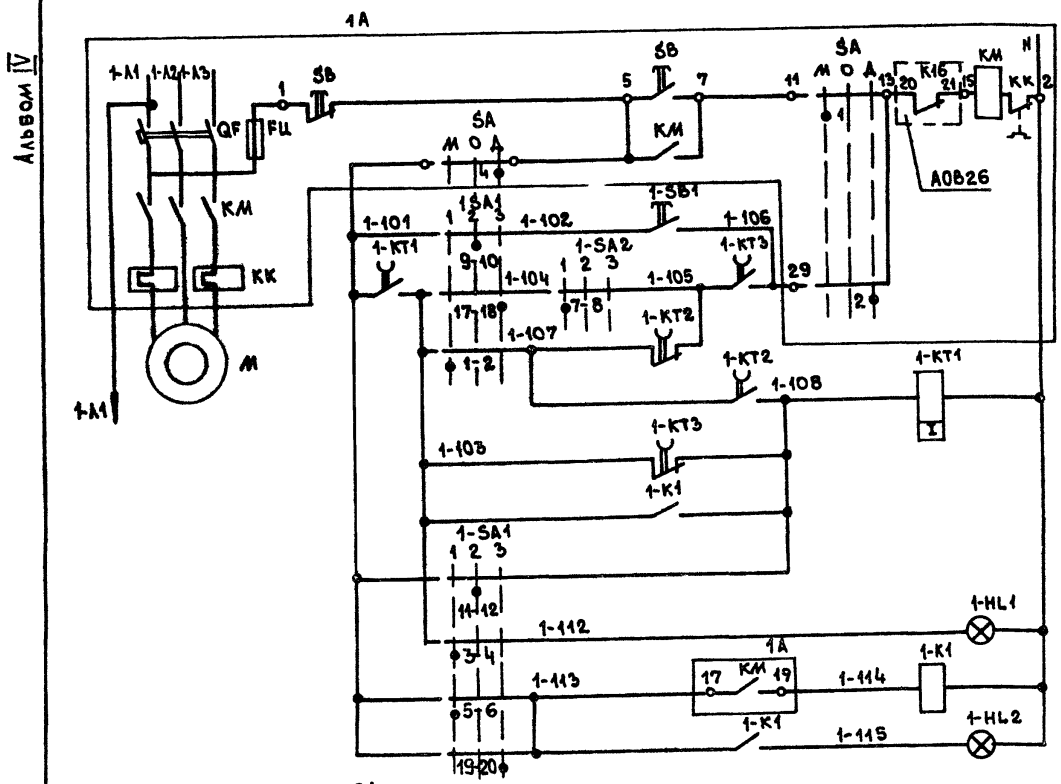 Альбом IV
1А
1-Л1 1-Л2 1-Л3
QF
FU
1
SB
5
SB
7
КМ
11
SA
М О Д
1
13
К16
20 21
15
КМ
КК
N
2
АОВ26
SA
М О Д
4
КМ
КК
М
1-Л1
1-101
1-SA1
1 2 3
1-102
9-10
1-SB1
1-106
1-КТ1
1-SA2
1 2 3
1-104
7-8
1-105
1-КТ3
29
2
17-18
1-107
1-КТ2
1-2
1-КТ2
1-108
1-КТ1
1-103
1-КТ3
1-К1
1-SA1
1 2 3
11-12
1-112
1-HL1
3-4
1А
1-113
17 КМ 19
1-114
1-К1
5-6
1-К1
1-115
1-HL2
19-20